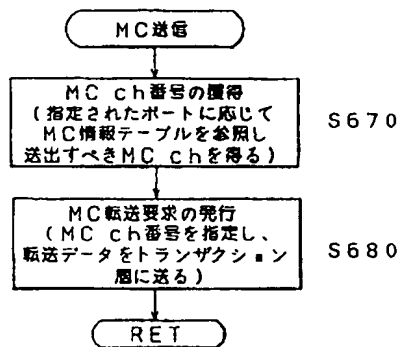 MC送信
MC ch番号の獲得
(指定されたポートに応じて
MC情報テーブルを参照し
送出すべきMC chを得る)
S670
MC転送要求の発行
(MC ch番号を指定し、
転送データをトランザクション
層に送る)
S680
RET